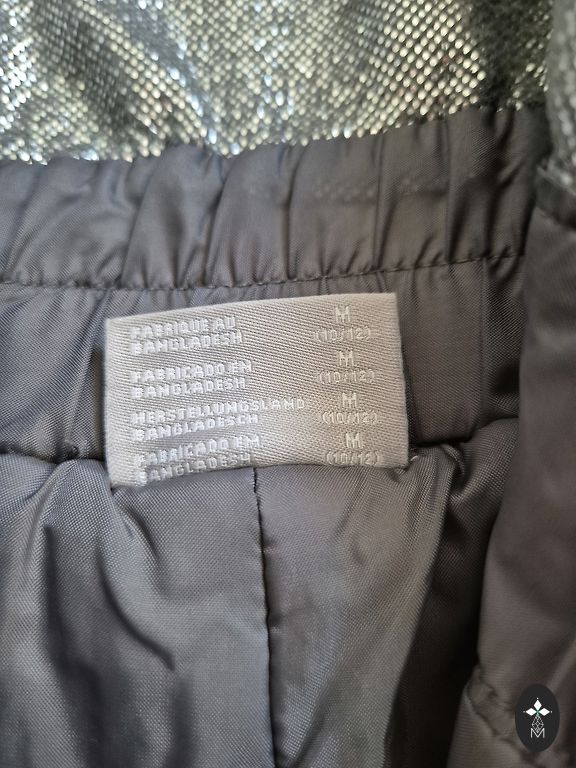 FABRIQUE AU M
BANGLADESH (10/12)
FABRICADO EN M
BANGLADESH (10/12)
HERSTELLUNGSLAND M
BANGLADESCH (10/12)
FABRICADO EM M
BANGLADESH (10/12)
M